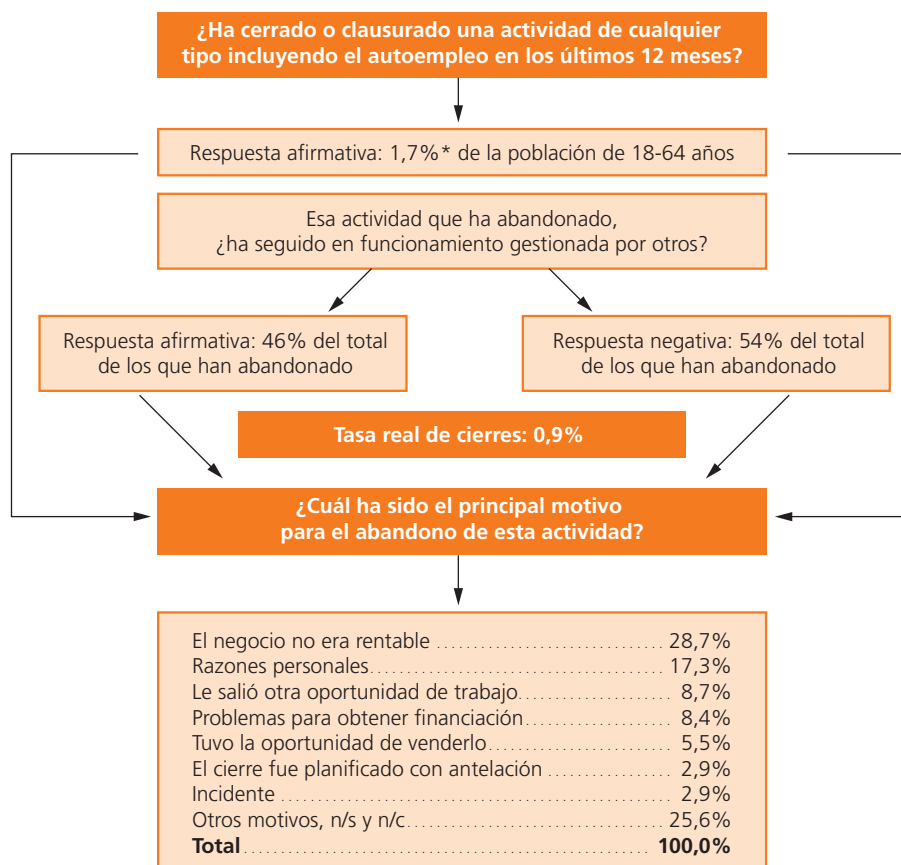 ¿Ha cerrado o clausurado una actividad de cualquier
tipo incluyendo el autoempleo en los últimos 12 meses?
Respuesta afirmativa: 1,7%* de la población de 18-64 años
Esa actividad que ha abandonado,
¿ha seguido en funcionamiento gestionada por otros?
Respuesta afirmativa: 46% del total
de los que han abandonado
Respuesta negativa: 54% del total
de los que han abandonado
Tasa real de cierres: 0,9%
¿Cuál ha sido el principal motivo
para el abandono de esta actividad?
El negocio no era rentable 28,7%
Razones personales 17,3%
Le salió otra oportunidad de trabajo 8,7%
Problemas para obtener financiación 8,4%
Tuvo la oportunidad de venderlo 5,5%
El cierre fue planificado con antelación 2,9%
Incidente 2,9%
Otros motivos, n/s y n/c 25,6%
Total 100,0%